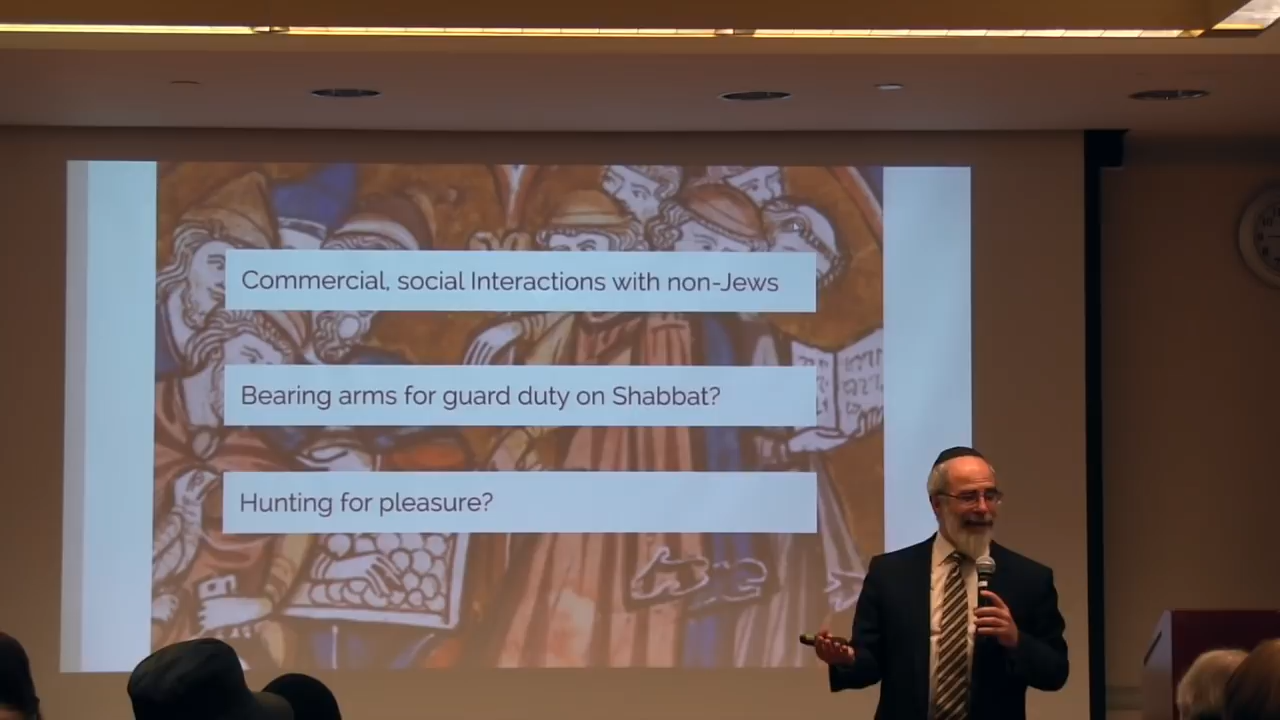 Commercial, social Interactions with non-Jews
Bearing arms for guard duty on Shabbat?
Hunting for pleasure?